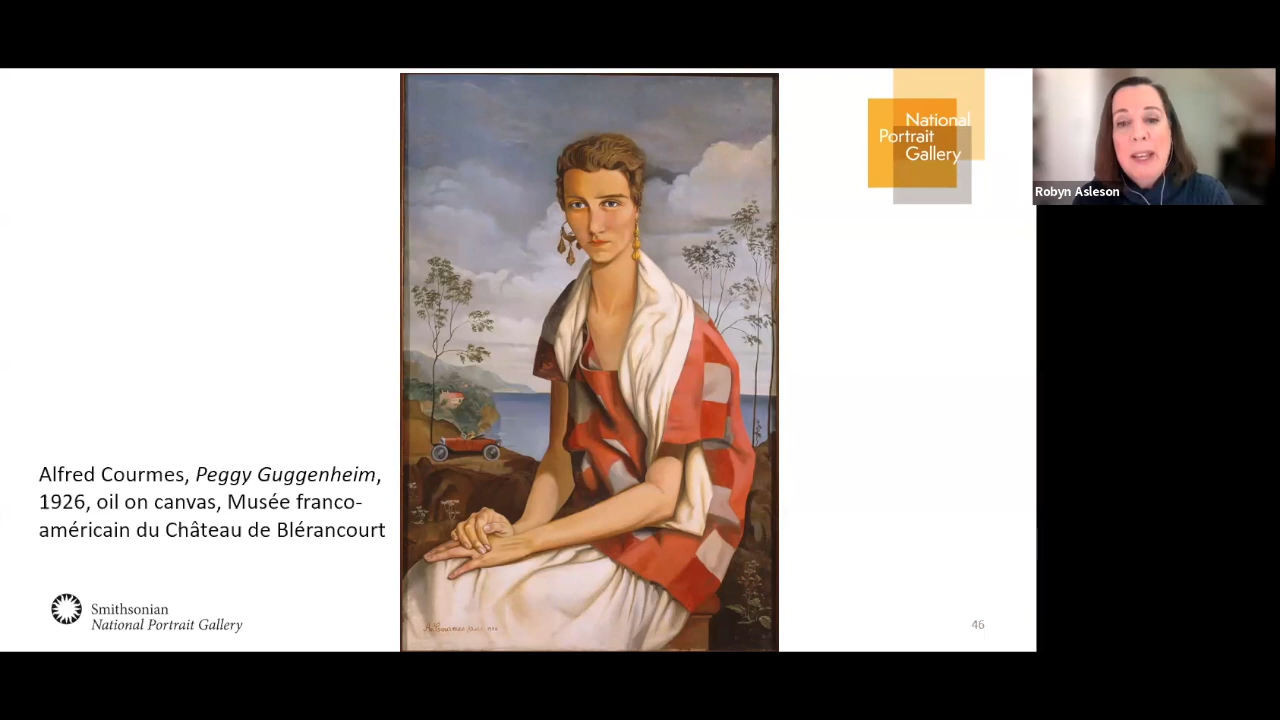 National
Portrait
Gallery
Robyn Asleson
Alfred Courmes, Peggy Guggenheim,
1926, oil on canvas, Musée franco-
américain du Château de Blérancourt
Smithsonian
National Portrait Gallery
46